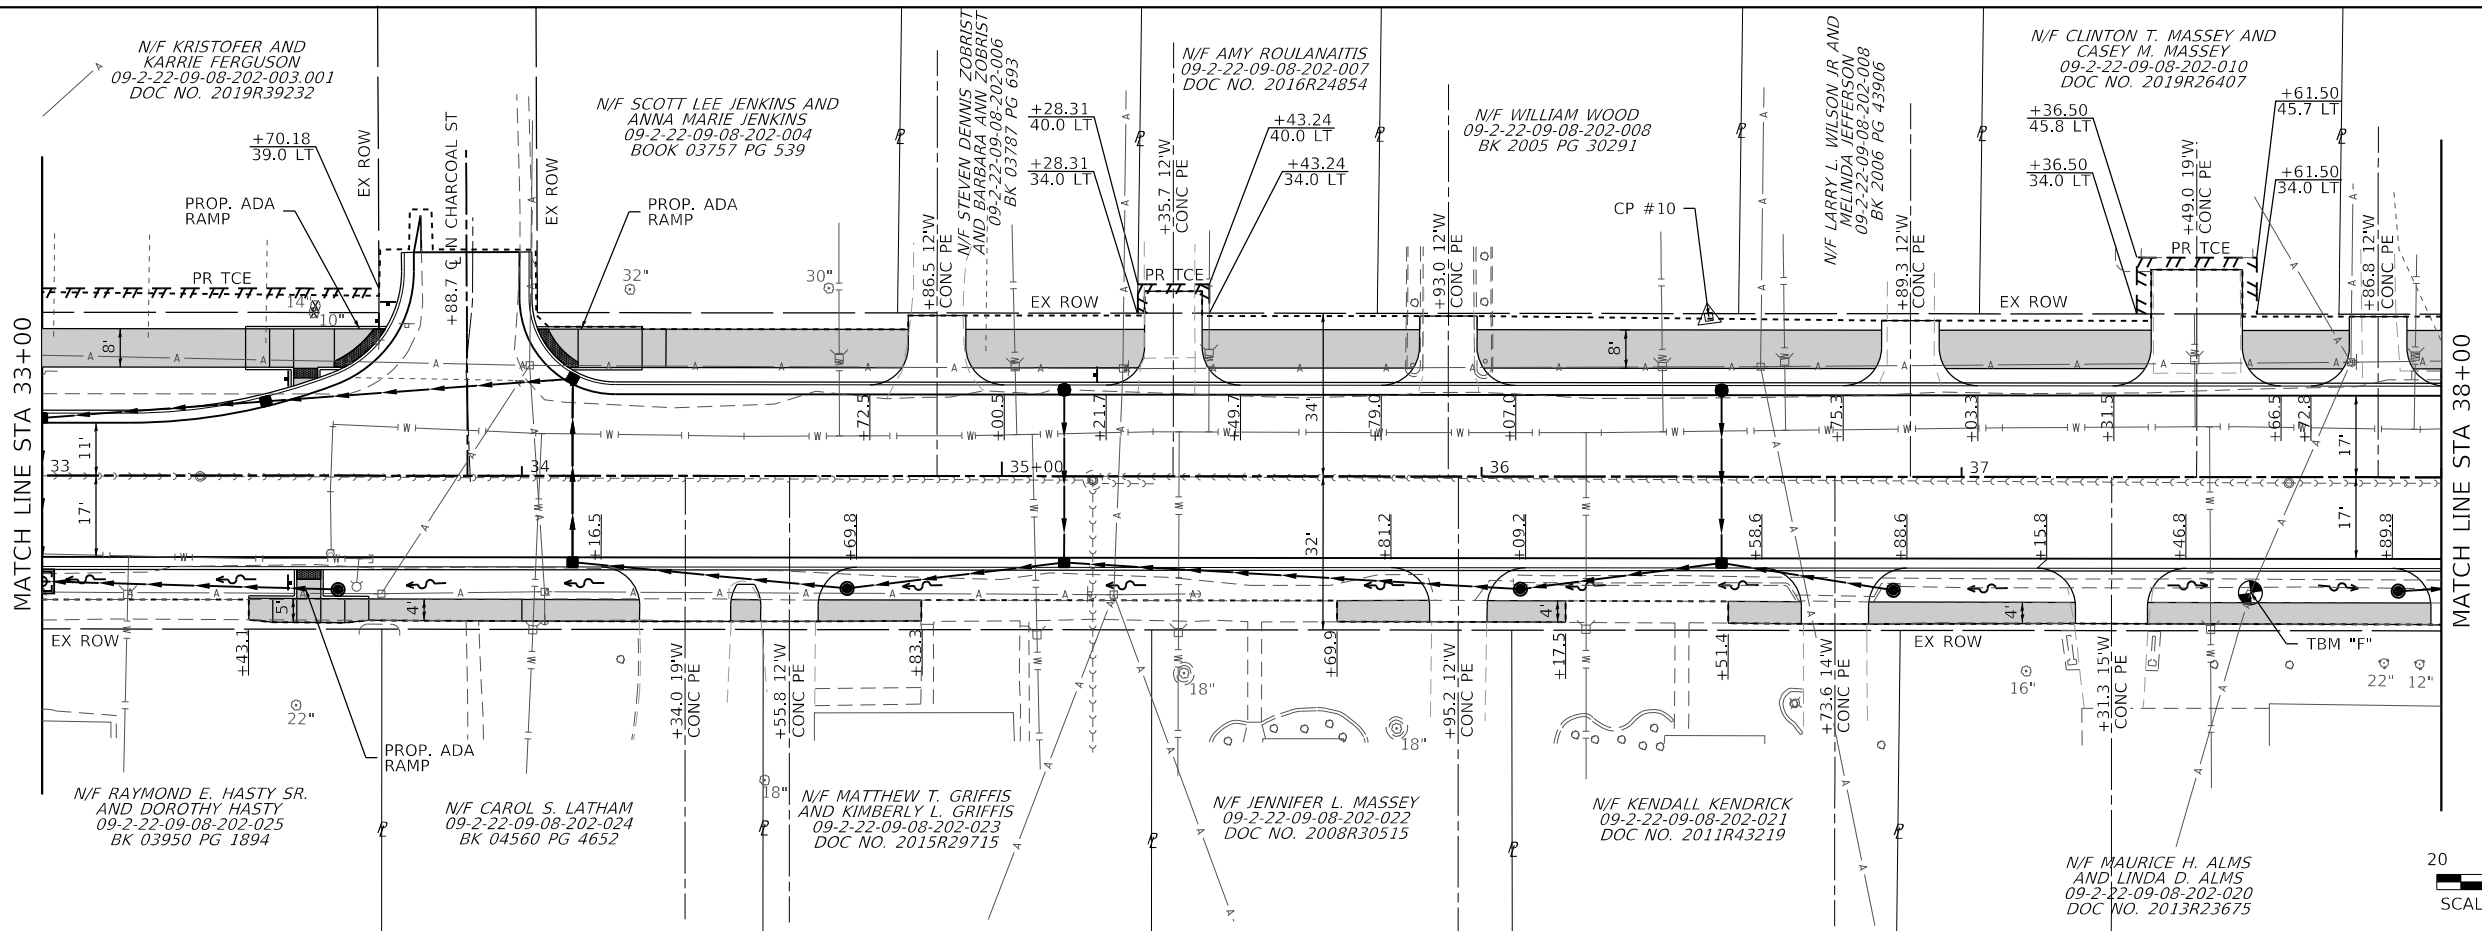 N/F KRISTOFER AND
KARRIE FERGUSON
09-2-22-09-08-202-003.001
DOC NO. 2019R39232
+70.18
39.0 LT
EX ROW
PROP. ADA
RAMP
PR TCE
14"
10"
8'
+88.7 C L N CHARCOAL ST
EX ROW
N/F SCOTT LEE JENKINS AND
ANNA MARIE JENKINS
09-2-22-09-08-202-004
BOOK 03757 PG 539
PROP. ADA
RAMP
32"
30"
+86.5 12'W
CONC PE
N/F STEVEN DENNIS ZOBRIST
AND BARBARA ANN ZOBRIST
09-2-22-09-08-202-006
BK 03787 PG 693
+28.31
40.0 LT
+28.31
34.0 LT
EX ROW
PR TCE
+35.7 12'W
CONC PE
N/F AMY ROULANAITIS
09-2-22-09-08-202-007
DOC NO. 2016R24854
+43.24
40.0 LT
+43.24
34.0 LT
+93.0 12'W
CONC PE
N/F WILLIAM WOOD
09-2-22-09-08-202-008
BK 2005 PG 30291
CP #10
8'
N/F LARRY L. WILSON JR AND
MELINDA JEFFERSON
09-2-22-09-08-202-008
BK 2006 PG 43906
+89.3 12'W
CONC PE
EX ROW
N/F CLINTON T. MASSEY AND
CASEY M. MASSEY
09-2-22-09-08-202-010
DOC NO. 2019R26407
+36.50
45.8 LT
+36.50
34.0 LT
+49.0 19'W
CONC PE
PR TCE
+61.50
45.7 LT
+61.50
34.0 LT
+86.8 12'W
CONC PE
MATCH LINE STA 33+00
MATCH LINE STA 38+00
+72.5
+00.5
+21.7
+49.7
34'
+79.0
+07.0
+75.3
+03.3
+31.5
+66.5
+72.8
11'
17'
33
34
35+00
36
37
17'
17'
+16.5
+69.8
32'
+81.2
+09.2
+58.6
+88.6
+15.8
+46.8
+89.8
5'
4'
4'
4'
EX ROW
+43.1
+34.0 19'W
CONC PE
+55.8 12'W
CONC PE
+83.3
+69.9
+95.2 12'W
CONC PE
+17.5
+51.4
+73.6 14'W
CONC PE
EX ROW
+31.3 15'W
CONC PE
TBM "F"
22"
18"
18"
18"
16"
22"
12"
PROP. ADA
RAMP
N/F RAYMOND E. HASTY SR.
AND DOROTHY HASTY
09-2-22-09-08-202-025
BK 03950 PG 1894
N/F CAROL S. LATHAM
09-2-22-09-08-202-024
BK 04560 PG 4652
N/F MATTHEW T. GRIFFIS
AND KIMBERLY L. GRIFFIS
09-2-22-09-08-202-023
DOC NO. 2015R29715
N/F JENNIFER L. MASSEY
09-2-22-09-08-202-022
DOC NO. 2008R30515
N/F KENDALL KENDRICK
09-2-22-09-08-202-021
DOC NO. 2011R43219
N/F MAURICE H. ALMS
AND LINDA D. ALMS
09-2-22-09-08-202-020
DOC NO. 2013R23675
20
SCAL